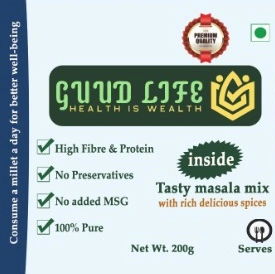 Consume a millet a day for better well-being
PREMIUM
QUALITY
GUUD LIFE
HEALTH IS WEALTH
High Fibre & Protein
No Preservatives
No added MSG
100% Pure
inside
Tasty masala mix
with rich delicious spices
Net Wt. 200g
Serves